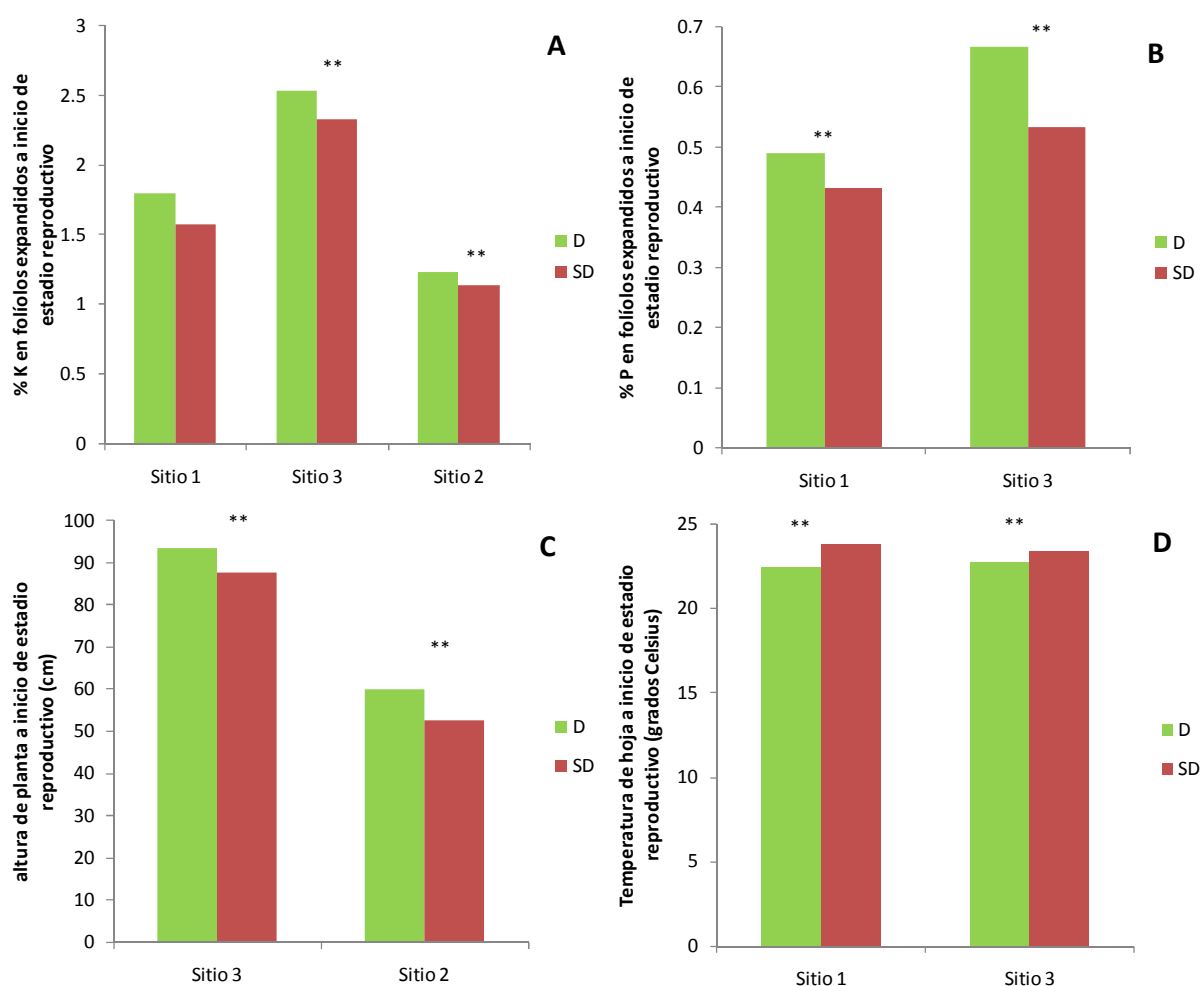 A
% K en folíolos expandidos a inicio de
estadio reproductivo
3
2.5
2
1.5
1
0.5
0
**
**
Sitio 1
Sitio 3
Sitio 2
D
SD
B
% P en folíolos expandidos a inicio de
estadio reproductivo
0.7
0.6
0.5
0.4
0.3
0.2
0.1
0
**
**
Sitio 1
Sitio 3
D
SD
C
altura de planta a inicio de estadio
reproductivo (cm)
100
90
80
70
60
50
40
30
20
10
0
**
**
Sitio 3
Sitio 2
D
SD
D
Temperatura de hoja a inicio de estadio
reproductivo (grados Celsius)
25
20
15
10
5
0
**
**
Sitio 1
Sitio 3
D
SD